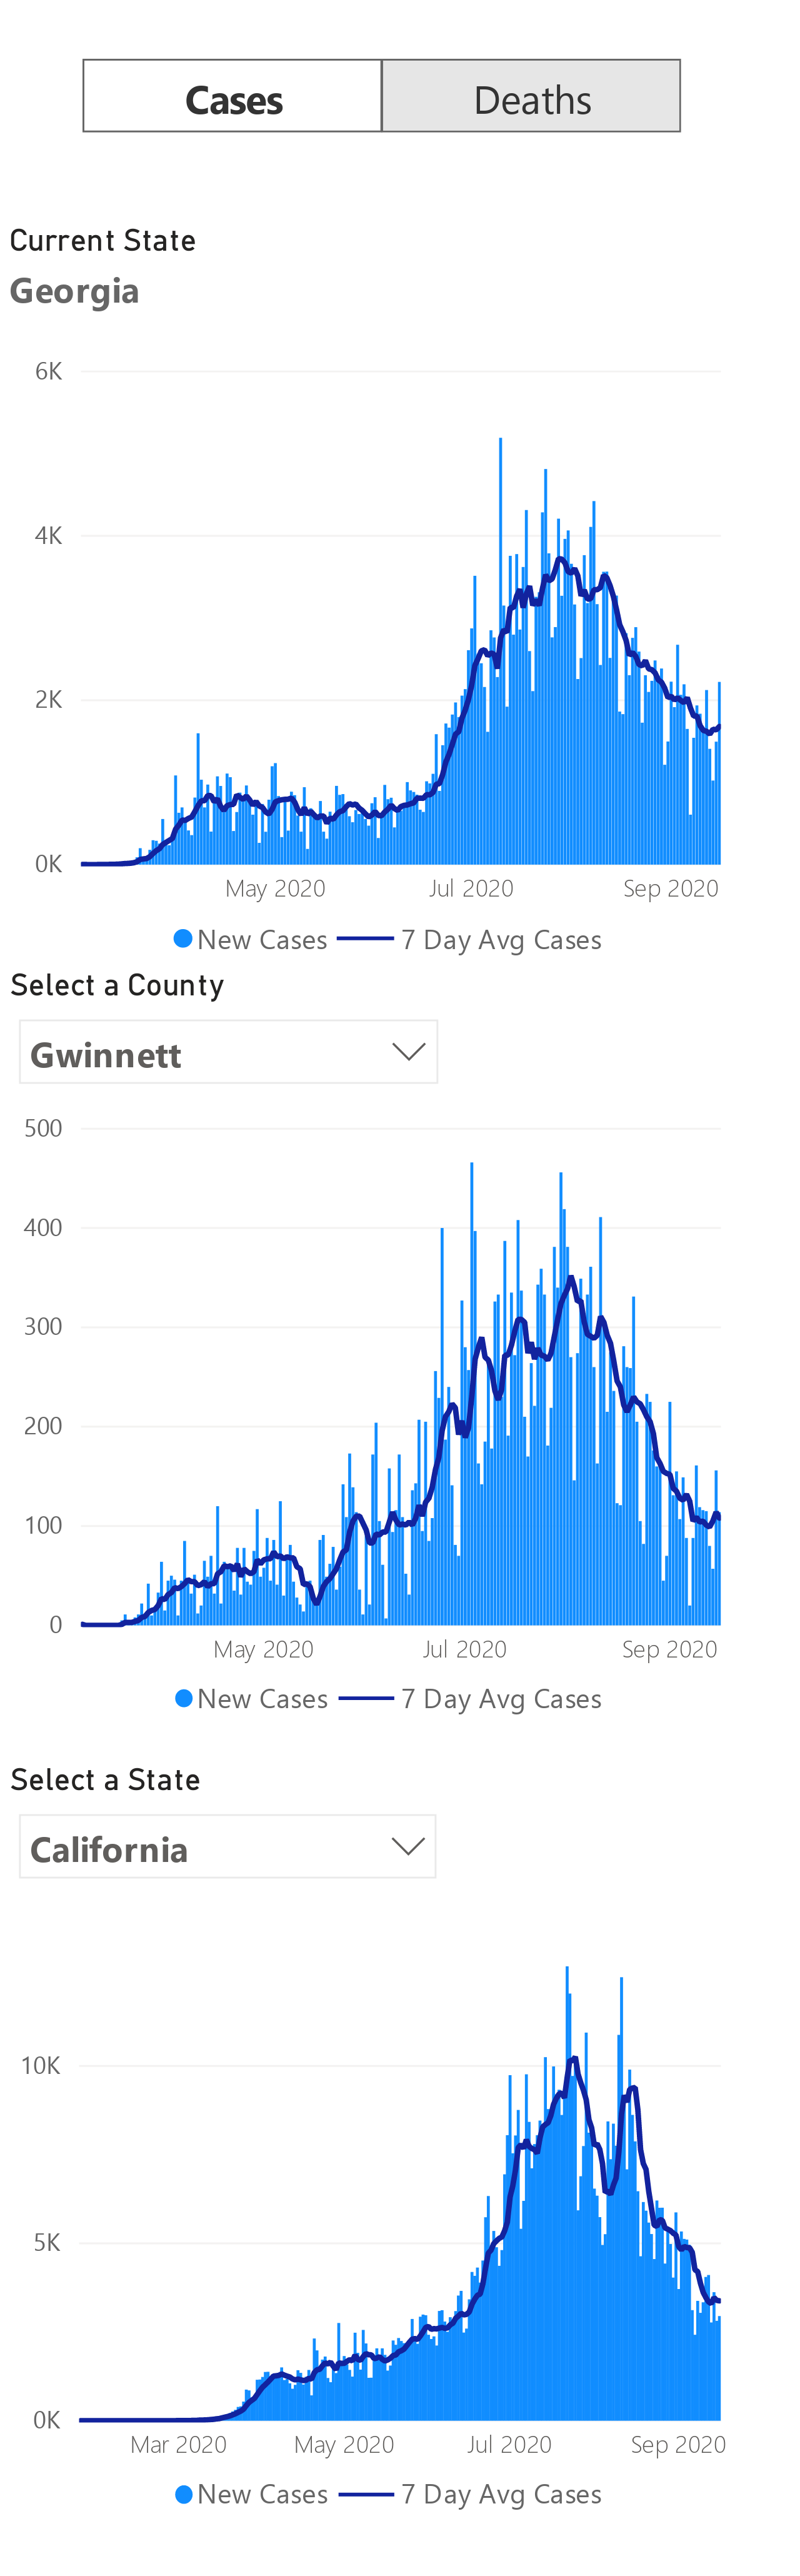 Cases Deaths
Current State
Georgia
6K
4K
2K
0K
May 2020 Jul 2020 Sep 2020
New Cases 7 Day Avg Cases
Select a County
Gwinnett
500
400
300
200
100
0
May 2020 Jul 2020 Sep 2020
New Cases 7 Day Avg Cases
Select a State
California
10K
5K
0K
Mar 2020 May 2020 Jul 2020 Sep 2020
New Cases 7 Day Avg Cases